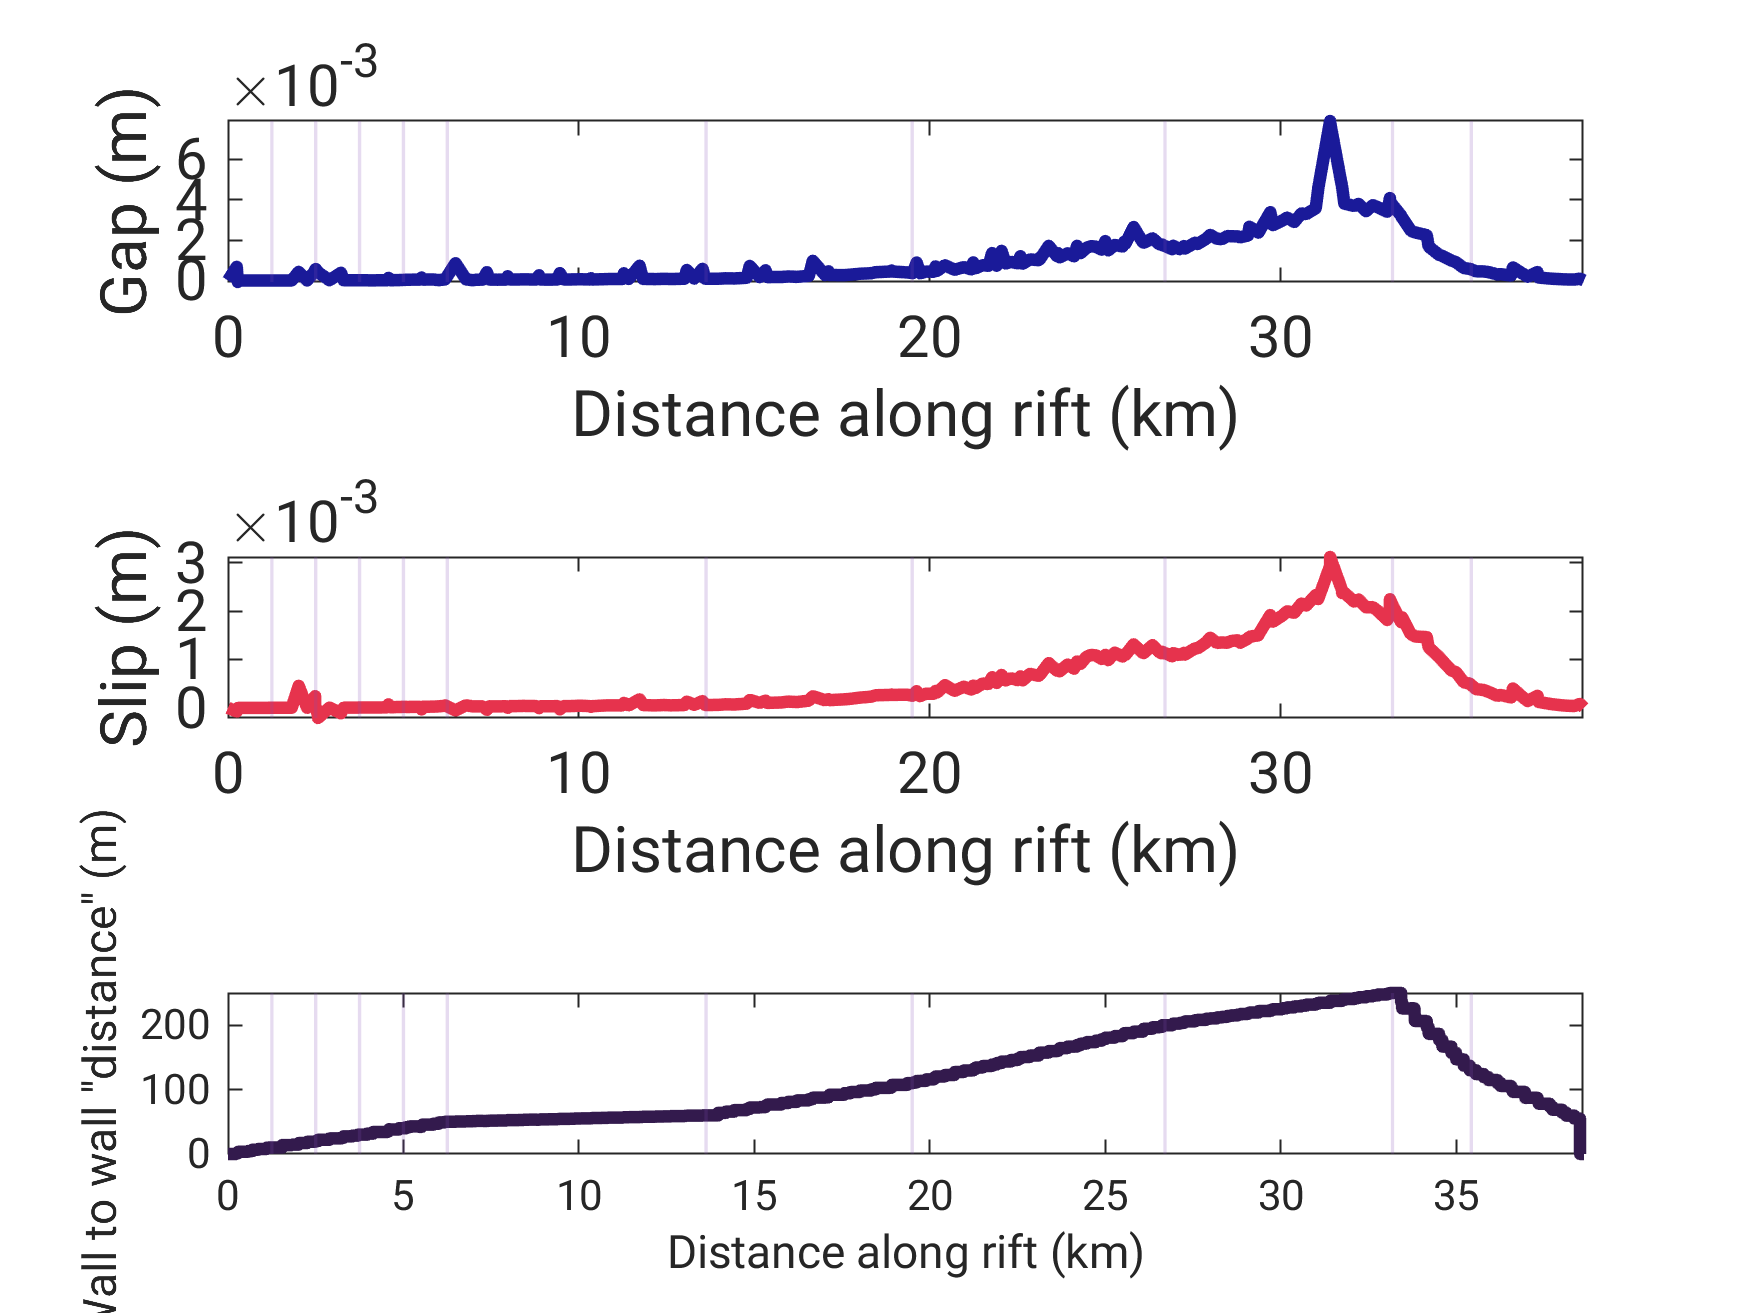 ×10-3
Gap (m)
6
4
2
0
0 10 20 30
Distance along rift (km)
×10-3
Slip (m)
3
2
1
0
0 10 20 30
Distance along rift (km)
to wall "distance" (m)
200
100
0
0 5 10 15 20 25 30 35
Distance along rift (km)